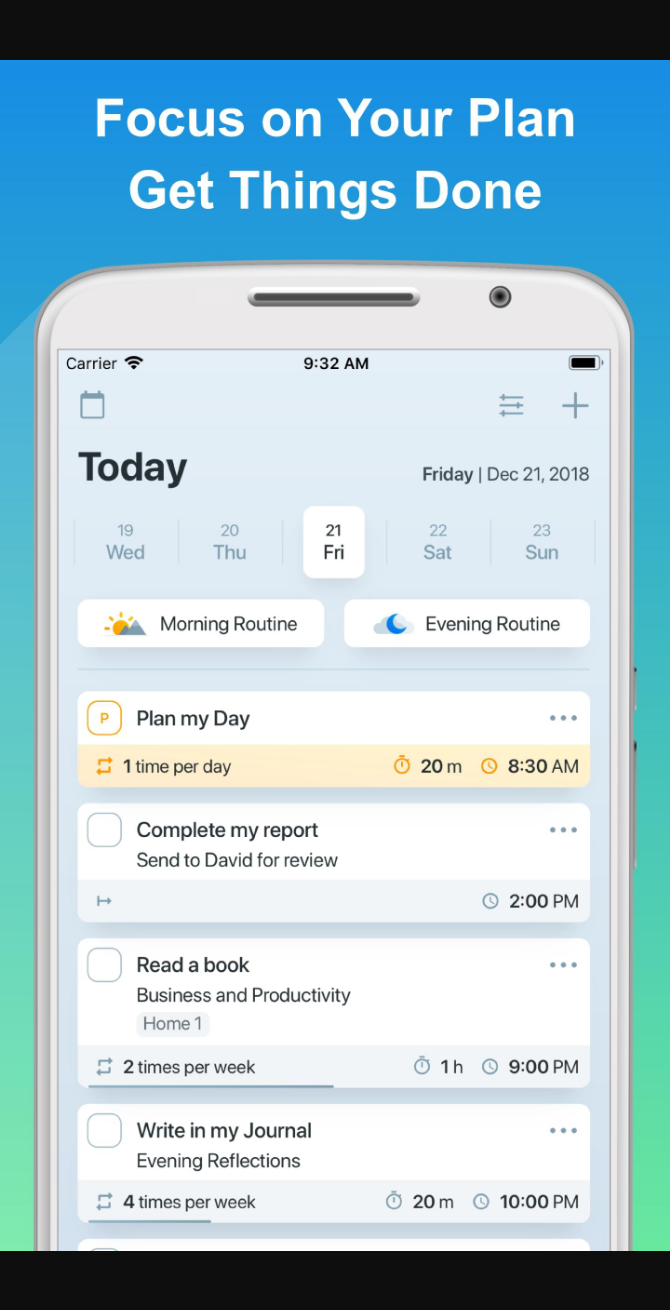 Focus on Your Plan
Get Things Done
Carrier 9:32 AM
Today
Friday | Dec 21, 2018
19 20 21 22 23
Wed Thu Fri Sat Sun
Morning Routine Evening Routine
P Plan my Day
1 time per day 20 m 8:30 AM
Complete my report
Send to David for review
2:00 PM
Read a book
Business and Productivity
Home 1
2 times per week 1 h 9:00 PM
Write in my Journal
Evening Reflections
4 times per week 20 m 10:00 PM